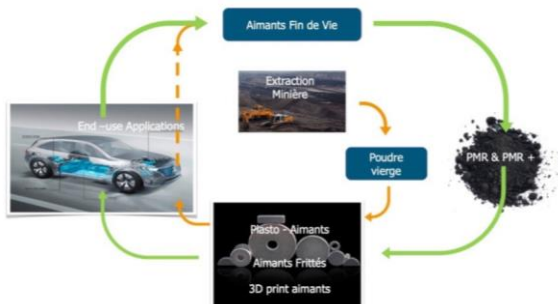 Aimants Fin de Vie
Extraction
Minière
End –use Applications
PMR & PMR +
Poudre
vierge
Plasto - Aimants
Aimants Frittés
3D print aimants